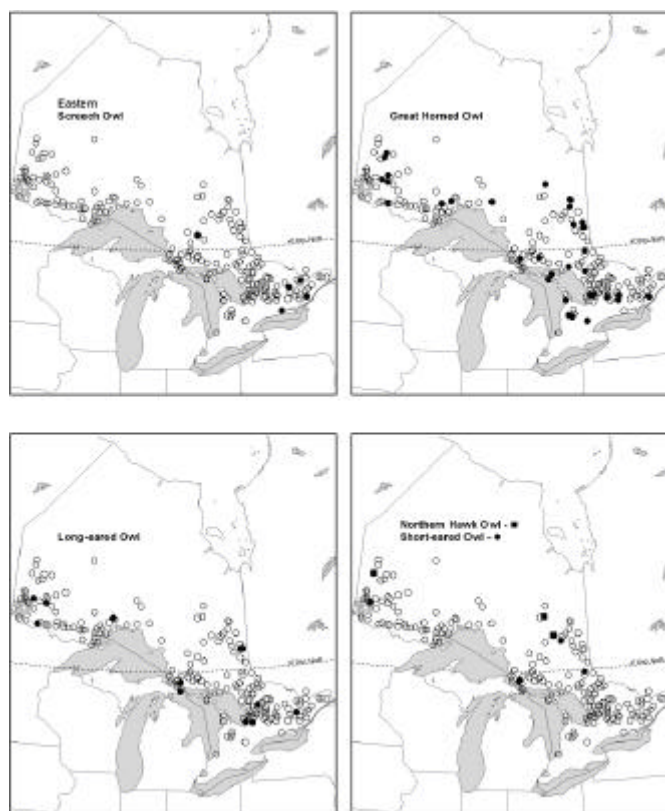 Eastern
Screech Owl
Great Horned Owl
Long-eared Owl
Northern Hawk Owl - ■
Short-eared Owl - ●